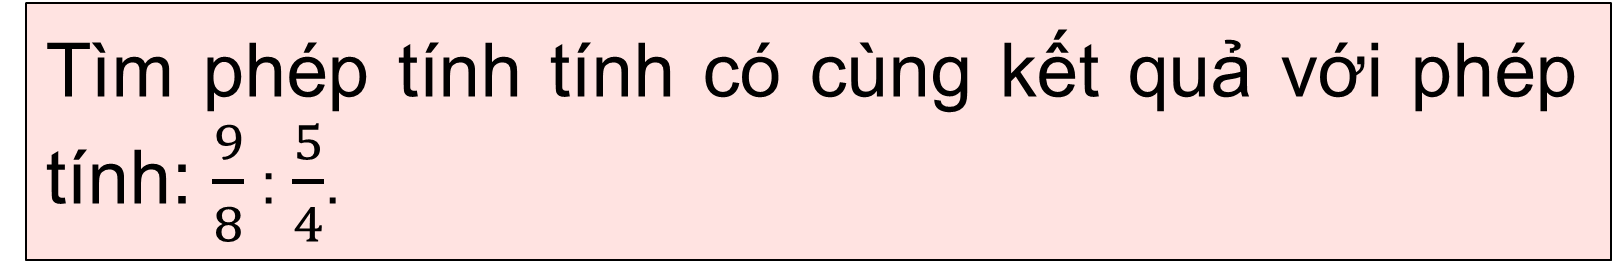 Tìm phép tính tính có cùng kết quả với phép
tính: 9/8 : 5/4.